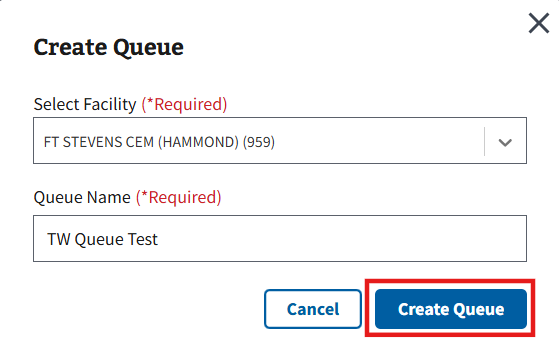 Create Queue
Select Facility (*Required)
FT STEVENS CEM (HAMMOND) (959)
Queue Name (*Required)
TW Queue Test
Cancel
Create Queue